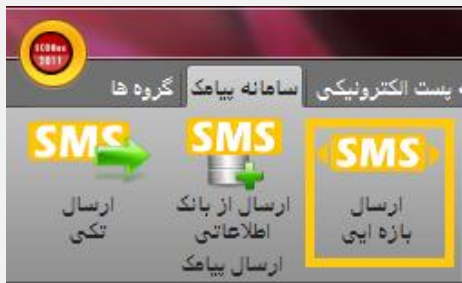 2011
سامانه پست الکترونیکی
سامانه پیامک
گروه ها
SMS
ارسال
بازه ایی
SMS
ارسال از بانک
اطلاعاتی
SMS
ارسال
تکی
ارسال پیامک